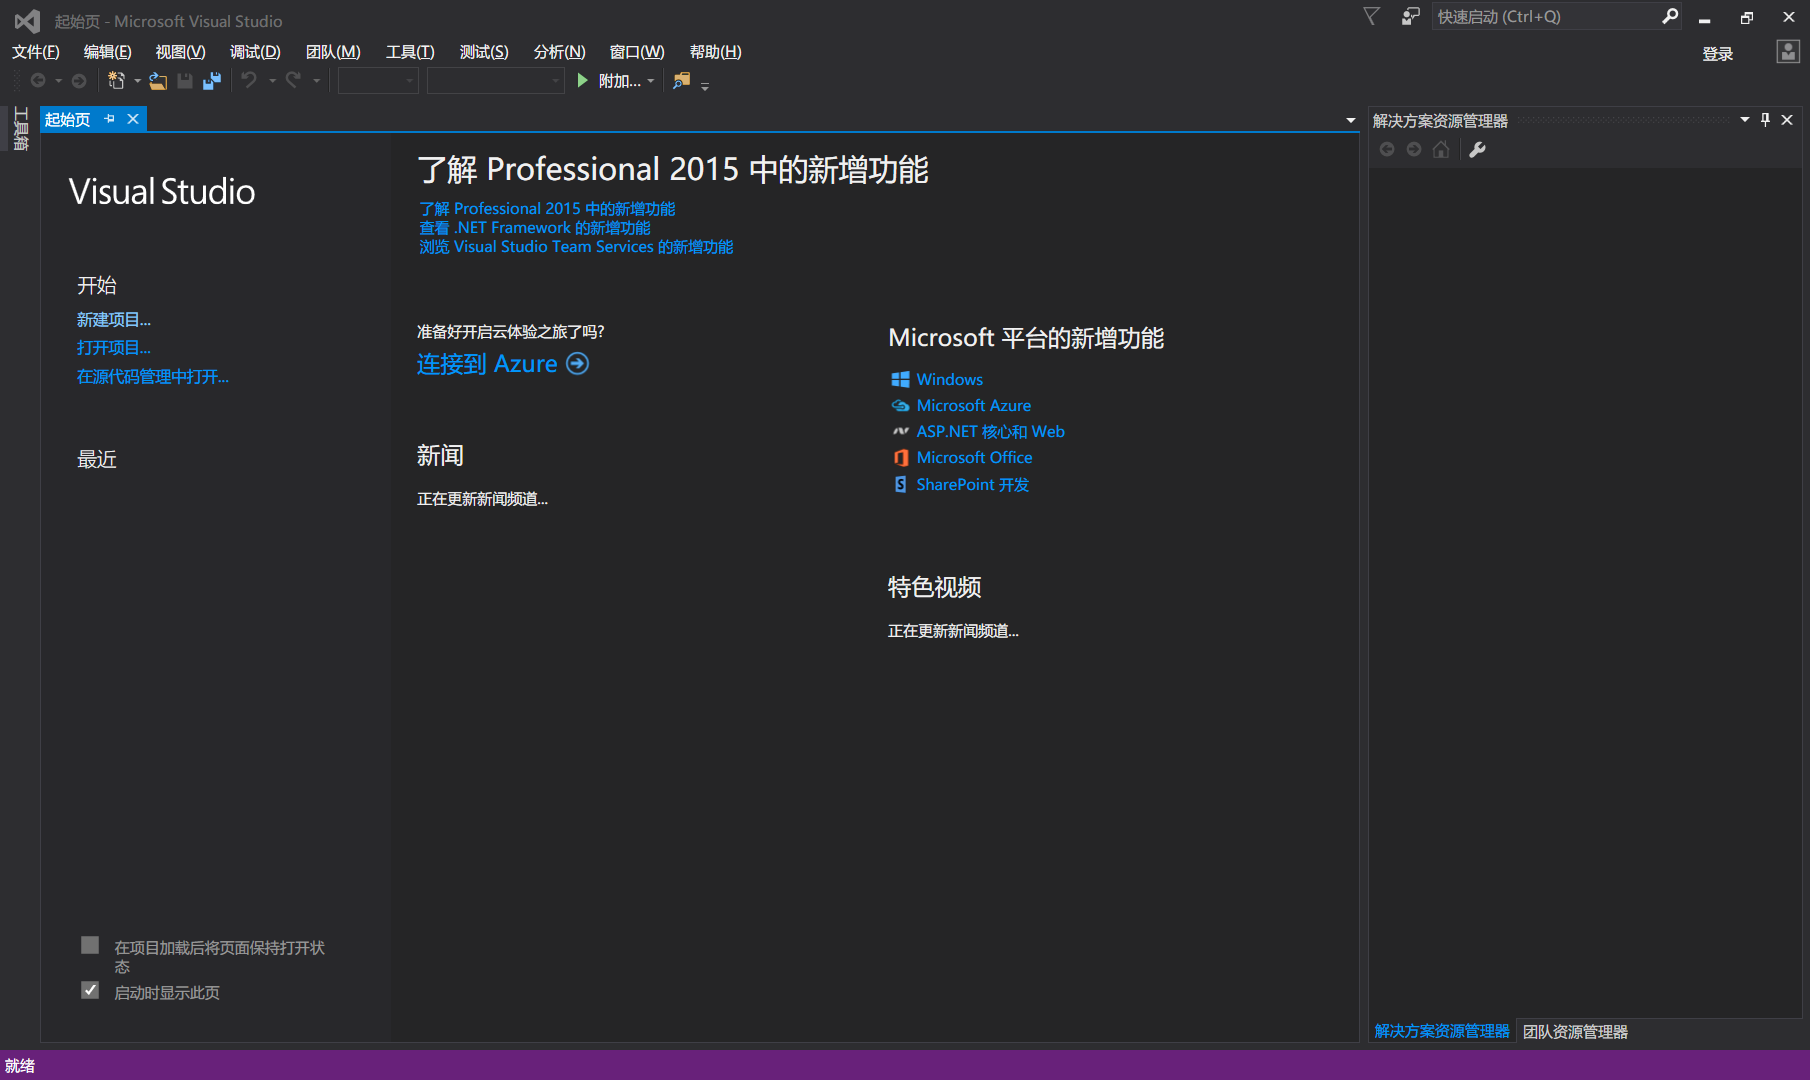 起始页 - Microsoft Visual Studio
快速启动 (Ctrl+Q)
文件(F) 编辑(E) 视图(V) 调试(D) 团队(M) 工具(T) 测试(S) 分析(N) 窗口(W) 帮助(H)
登录
附加...
工具箱
起始页
解决方案资源管理器
Visual Studio
开始
新建项目...
打开项目...
在源代码管理中打开...
最近
在项目加载后将页面保持打开状
态
启动时显示此页
了解 Professional 2015 中的新增功能
了解 Professional 2015 中的新增功能
查看 .NET Framework 的新增功能
浏览 Visual Studio Team Services 的新增功能
准备好开启云体验之旅了吗?
连接到 Azure
新闻
正在更新新闻频道...
Microsoft 平台的新增功能
Windows
Microsoft Azure
ASP.NET 核心和 Web
Microsoft Office
SharePoint 开发
特色视频
正在更新新闻频道...
解决方案资源管理器 团队资源管理器
就绪